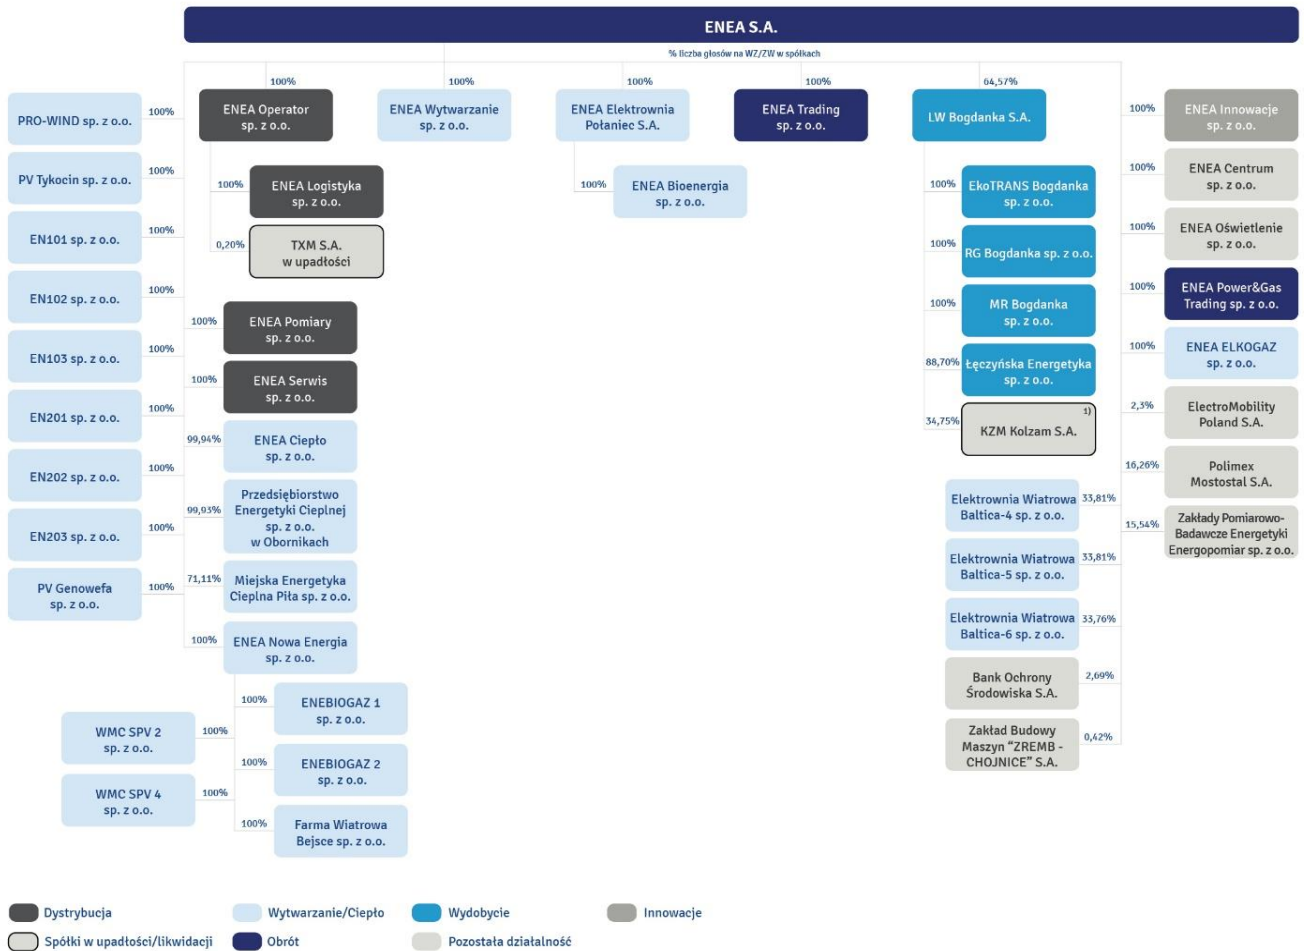 ENEA S.A.
% liczba głosów na WZ/ZW w spółkach
100%
ENEA Operator
sp. z o.o.
100%
ENEA Logistyka
sp. z o.o.
0,20%
TXM S.A.
w upadłości
100%
ENEA Wytwarzanie
sp. z o.o.
100%
ENEA Elektrownia
Połaniec S.A.
100%
ENEA Bioenergia
sp. z o.o.
100%
ENEA Trading
sp. z o.o.
64,57%
LW Bogdanka S.A.
100%
EkoTRANS Bogdanka
sp. z o.o.
100%
RG Bogdanka sp. z o.o.
100%
MR Bogdanka
sp. z o.o.
88,70%
Łęczyńska Energetyka
sp. z o.o.
34,75%
KZM Kolzam S.A.
1)
PRO-WIND sp. z o.o.
100%
PV Tykocin sp. z o.o.
100%
EN101 sp. z o.o.
100%
EN102 sp. z o.o.
100%
EN103 sp. z o.o.
100%
EN201 sp. z o.o.
100%
EN202 sp. z o.o.
100%
EN203 sp. z o.o.
100%
PV Genowefa
sp. z o.o.
100%
100%
ENEA Pomiary
sp. z o.o.
100%
ENEA Serwis
sp. z o.o.
99,94%
ENEA Ciepło
sp. z o.o.
99,93%
Przedsiębiorstwo
Energetyki Cieplnej
sp. z o.o.
w Obornikach
71,11%
Miejska Energetyka
Cieplna Piła sp. z o.o.
100%
ENEA Nowa Energia
sp. z o.o.
100%
ENEBIOGAZ 1
sp. z o.o.
WMC SPV 2
sp. z o.o.
100%
100%
ENEBIOGAZ 2
sp. z o.o.
WMC SPV 4
sp. z o.o.
100%
100%
Farma Wiatrowa
Bejsce sp. z o.o.
100%
ENEA Innowacje
sp. z o.o.
100%
ENEA Centrum
sp. z o.o.
100%
ENEA Oświetlenie
sp. z o.o.
100%
ENEA Power&Gas
Trading sp. z o.o.
100%
ENEA ELKOGAZ
sp. z o.o.
2,3%
ElectroMobility
Poland S.A.
16,26%
Polimex
Mostostal S.A.
15,54%
Zakłady Pomiarowo-
Badawcze Energetyki
Energopomiar sp. z o.o.
Elektrownia Wiatrowa
Baltica-4 sp. z o.o.
33,81%
Elektrownia Wiatrowa
Baltica-5 sp. z o.o.
33,81%
Elektrownia Wiatrowa
Baltica-6 sp. z o.o.
33,76%
Bank Ochrony
Środowiska S.A.
2,69%
Zakład Budowy
Maszyn “ZREMB -
CHOJNICE” S.A.
0,42%
Dystrybucja
Wytwarzanie/Ciepło
Wydobycie
Innowacje
Spółki w upadłości/likwidacji
Obrót
Pozostała działalność